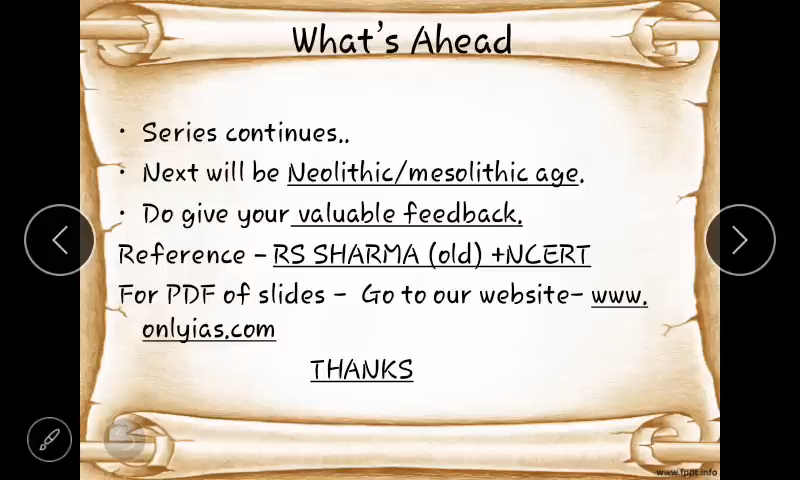 What's Ahead
• Series continues..
• Next will be Neolithic/mesolithic age.
• Do give your valuable feedback.
Reference – RS SHARMA (old) +NCERT
For PDF of slides – Go to our website– www.
onlyias.com
THANKS
www.fppt.info